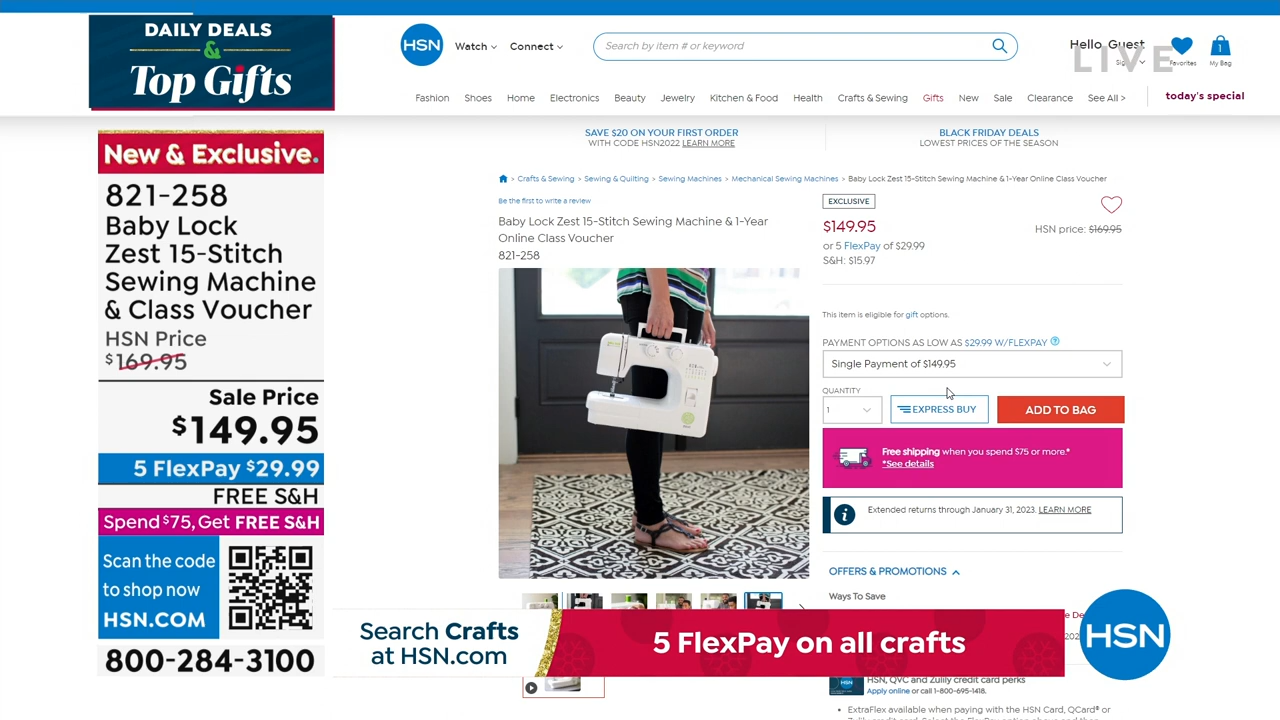 DAILY DEALS
&
Top Gifts
HSN
Watch
Connect
Search by item # or keyword
Hello, Guest
LIVE
Favorites
1
My Bag
Fashion
Shoes
Home
Electronics
Beauty
Jewelry
Kitchen & Food
Health
Crafts & Sewing
Gifts
New
Sale
Clearance
See All >
today's special
New & Exclusive.
821-258
Baby Lock
Zest 15-Stitch
Sewing Machine
& Class Voucher
HSN Price
$169.95
Sale Price
$149.95
5 FlexPay $29.99
FREE S&H
Spend $75, Get FREE S&H
Scan the code
to shop now
HSN.COM
800-284-3100
SAVE $20 ON YOUR FIRST ORDER
WITH CODE HSN2022 LEARN MORE
BLACK FRIDAY DEALS
LOWEST PRICES OF THE SEASON
> Crafts & Sewing > Sewing & Quilting > Sewing Machines > Mechanical Sewing Machines > Baby Lock Zest 15-Stitch Sewing Machine & 1-Year Online Class Voucher
Be the first to write a review
Baby Lock Zest 15-Stitch Sewing Machine & 1-Year
Online Class Voucher
821-258
EXCLUSIVE
$149.95
HSN price: $169.95
or 5 FlexPay of $29.99
S&H: $15.97
This item is eligible for gift options.
PAYMENT OPTIONS AS LOW AS $29.99 W/FLEXPAY
Single Payment of $149.95
QUANTITY
1
EXPRESS BUY
ADD TO BAG
Free shipping when you spend $75 or more.*
*See details
Extended returns through January 31, 2023. LEARN MORE
OFFERS & PROMOTIONS
Ways To Save
Search Crafts
at HSN.com
5 FlexPay on all crafts
HSN
HSN, QVC and Zulily credit card perks
Apply online or call 1-800-695-1418.
ExtraFlex available when paying with the HSN Card, QCard® or